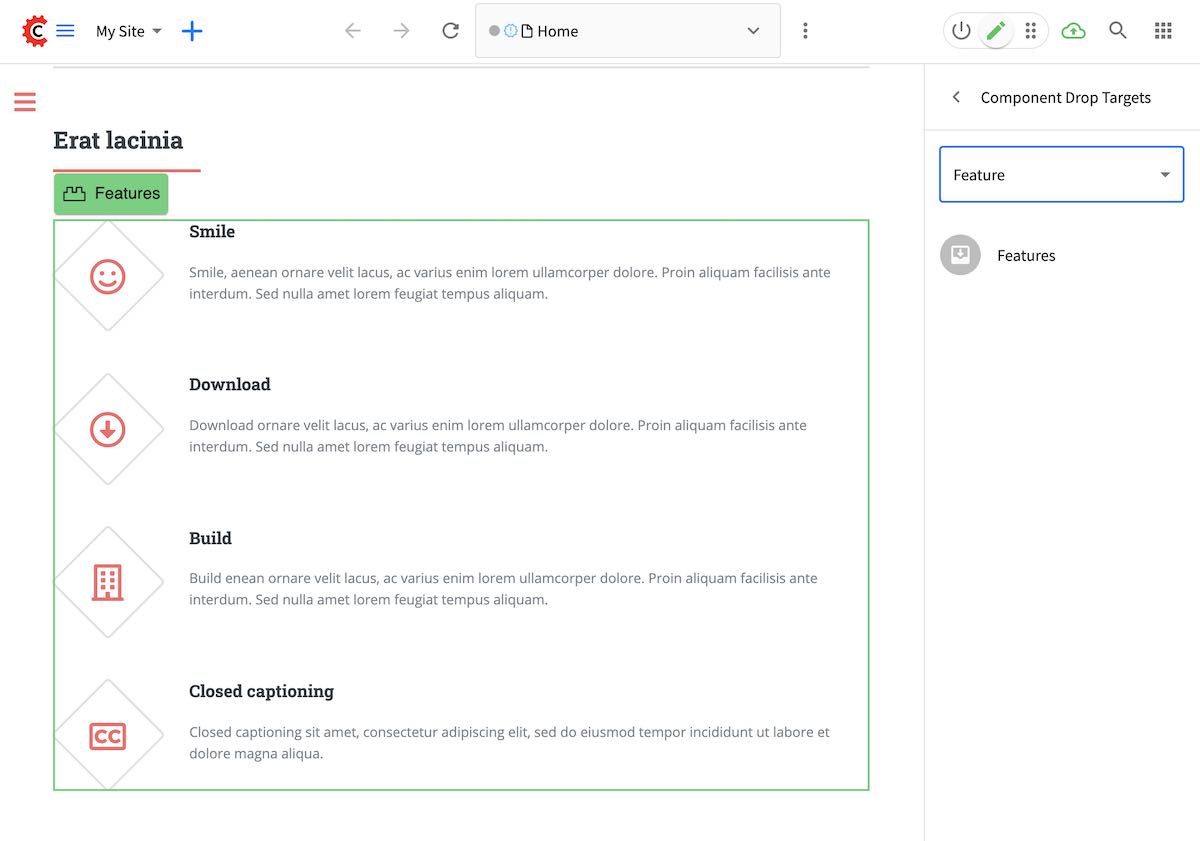 My Site
Home
Component Drop Targets
Feature
Features
Erat lacinia
Features
Smile
Smile, aenean ornare velit lacus, ac varius enim lorem ullamcorper dolore. Proin aliquam facilisis ante
interdum. Sed nulla amet lorem feugiat tempus aliquam.
Download
Download ornare velit lacus, ac varius enim lorem ullamcorper dolore. Proin aliquam facilisis ante
interdum. Sed nulla amet lorem feugiat tempus aliquam.
Build
Build enean ornare velit lacus, ac varius enim lorem ullamcorper dolore. Proin aliquam facilisis ante
interdum. Sed nulla amet lorem feugiat tempus aliquam.
CC
Closed captioning
Closed captioning sit amet, consectetur adipiscing elit, sed do eiusmod tempor incididunt ut labore et
dolore magna aliqua.